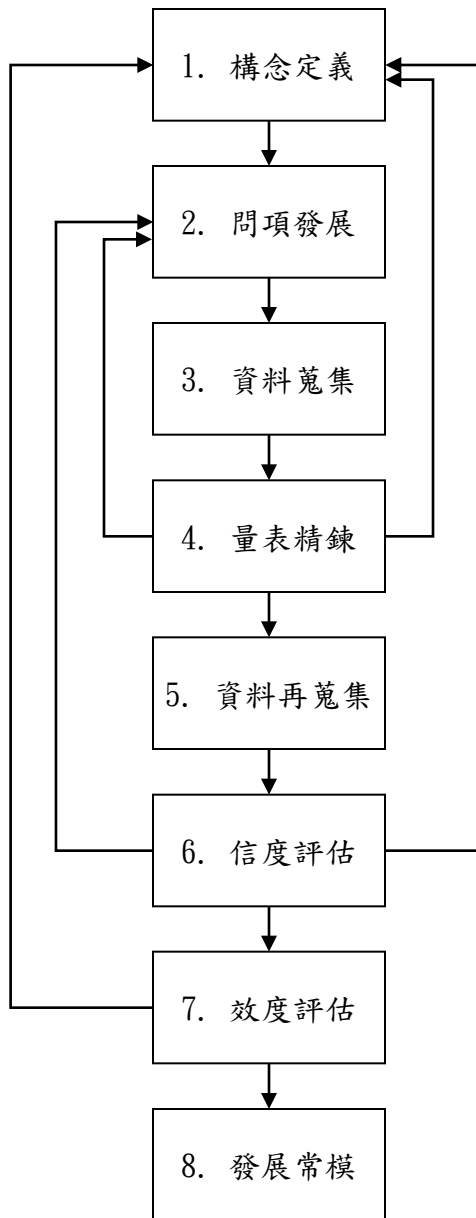 1. 構念定義
2. 問項發展
3. 資料蒐集
4. 量表精鍊
5. 資料再蒐集
6. 信度評估
7. 效度評估
8. 發展常模